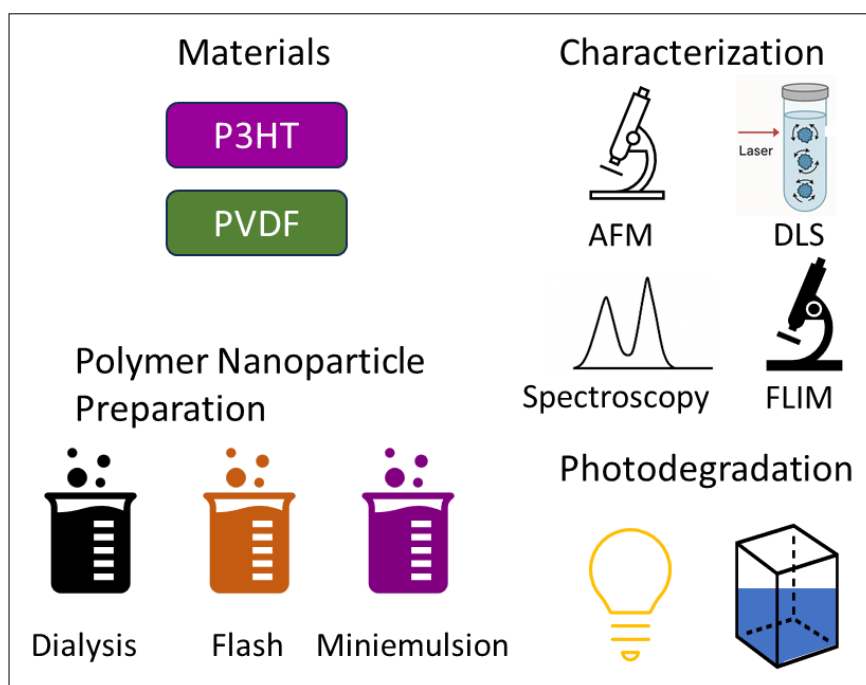 Materials
P3HT
PVDF
Polymer Nanoparticle
Preparation
Dialysis
Flash
Miniemulsion
Characterization
Laser
AFM
DLS
Spectroscopy
FLIM
Photodegradation